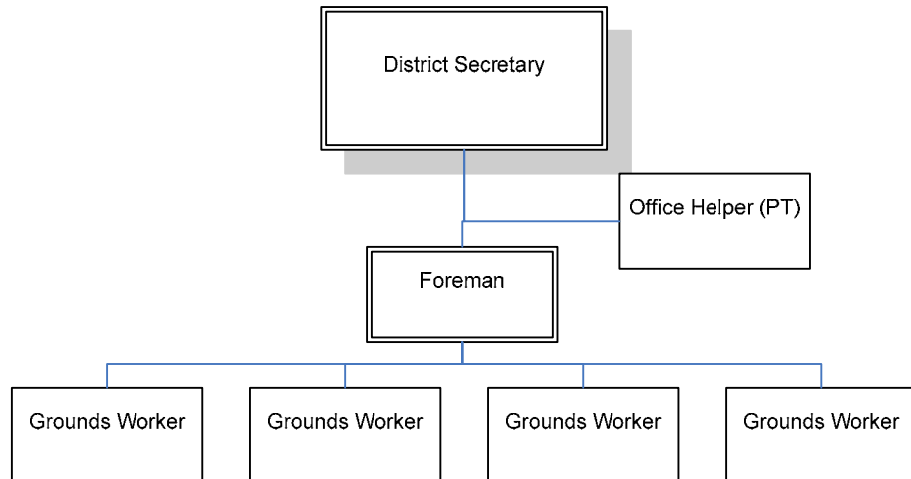 District Secretary
Office Helper (PT)
Foreman
Grounds Worker
Grounds Worker
Grounds Worker
Grounds Worker